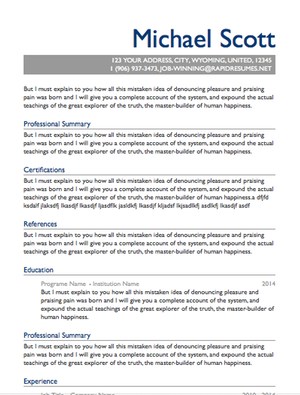 Michael Scott
123 YOUR ADDRESS, CITY, WYOMING, UNITED, 12345
1 (906) 937-3473, JOB-WINNING@RAPIDRESUMES.NET
But I must explain to you how all this mistaken idea of denouncing pleasure and praising
pain was born and I will give you a complete account of the system, and expound the actual
teachings of the great explorer of the truth, the master-builder of human happiness.
Professional Summary
But I must explain to you how all this mistaken idea of denouncing pleasure and praising
pain was born and I will give you a complete account of the system, and expound the actual
teachings of the great explorer of the truth, the master-builder of human happiness.
Certifications
But I must explain to you how all this mistaken idea of denouncing pleasure and praising
pain was born and I will give you a complete account of the system, and expound the actual
teachings of the great explorer of the truth, the master-builder of human happiness.a dfjfd
References
But I must explain to you how all this mistaken idea of denouncing pleasure and praising
pain was born and I will give you a complete account of the system, and expound the actual
teachings of the great explorer of the truth, the master-builder of human happiness.
Education
Programe Name - Institution Name 2014
But I must explain to you how all this mistaken idea of denouncing pleasure and
praising pain was born and I will give you a complete account of the system, and
expound the actual teachings of the great explorer of the truth, the master-builder of
human happiness.
Professional Summary
But I must explain to you how all this mistaken idea of denouncing pleasure and praising
pain was born and I will give you a complete account of the system, and expound the actual
teachings of the great explorer of the truth, the master-builder of human happiness.
Experience
Job Title - Company Name 2010 - 2014